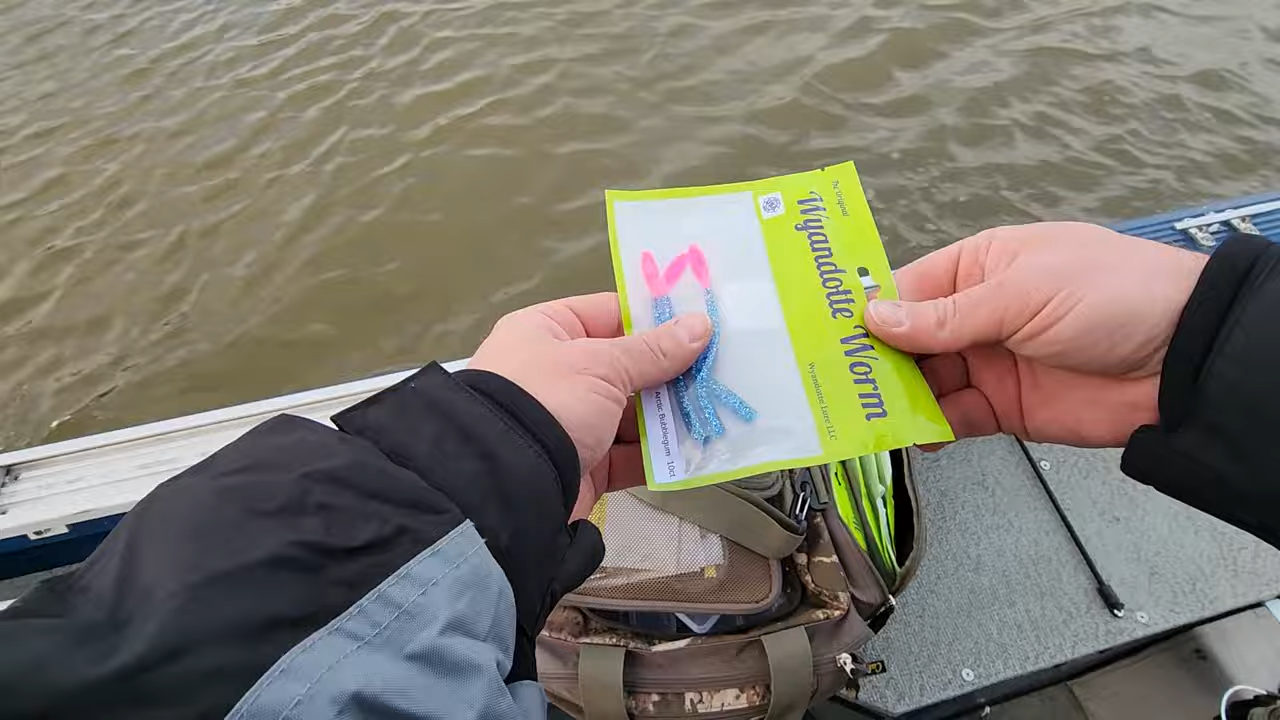 The Original
Wyandotte Worm
Wyandotte Lure LLC
Arctic Bubblegum 10ct